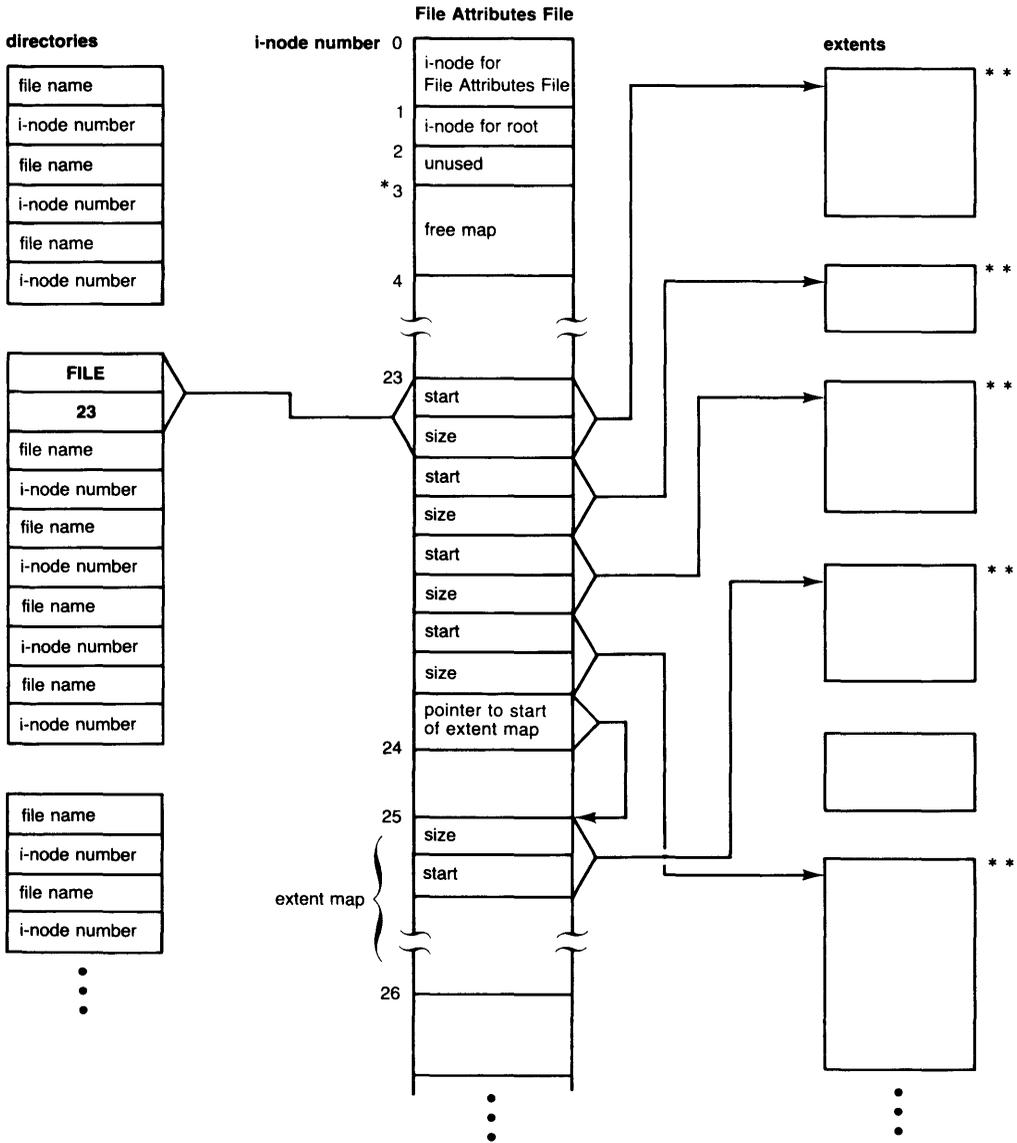 File Attributes File
directories
i-node number
0
extents
file name
i-node number
file name
i-node number
file name
i-node number
FILE
23
file name
i-node number
file name
i-node number
file name
i-node number
file name
i-node number
file name
i-node number
file name
i-node number
i-node for
File Attributes File
1
i-node for root
2
unused
*3
free map
4
23
start
size
start
size
start
size
start
size
pointer to start
of extent map
24
25
size
start
extent map
26
* *
* *
* *
* *
* *